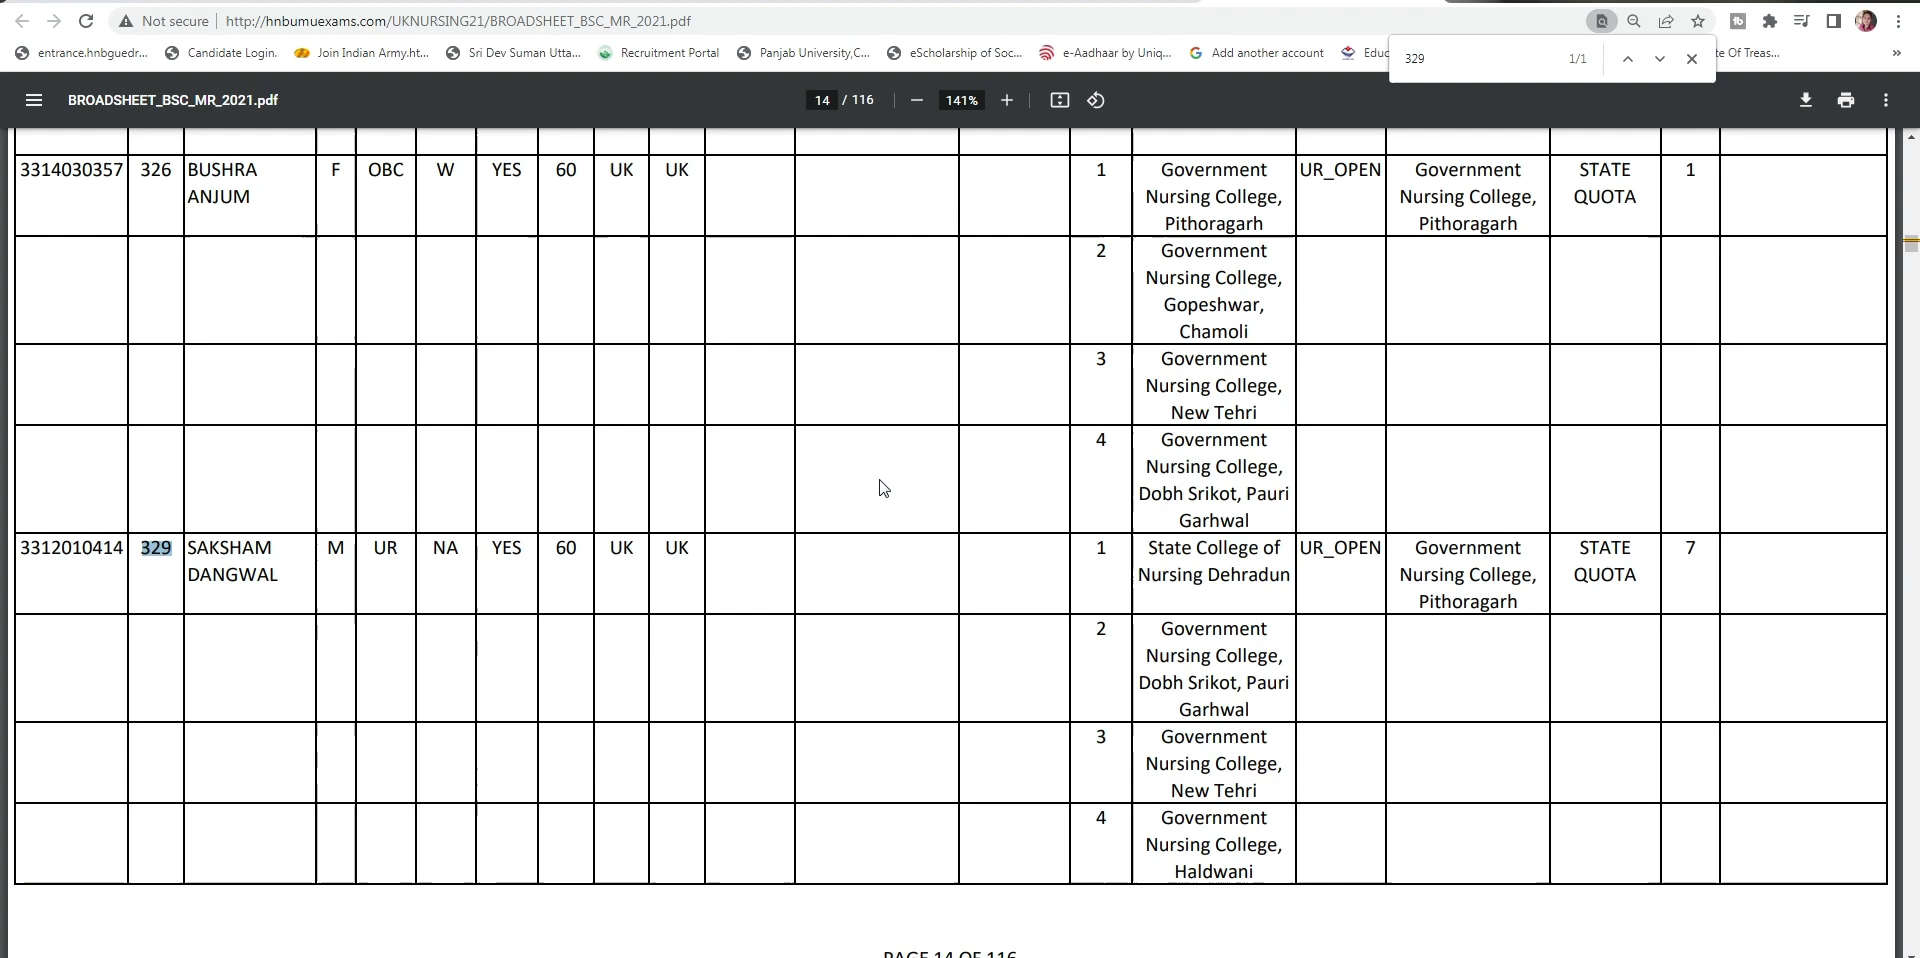 Not secure | http://hnbumuexams.com/UKNURSING21/BROADSHEET_BSC_MR_2021.pdf
entrance.hnbguedr... Candidate Login. Join Indian Army.ht... Sri Dev Suman Utta... Recruitment Portal Panjab University,C... eScholarship of Soc... e-Aadhaar by Uniq... Add another account Educ te Of Treas... »
329 1/1
BROADSHEET_BSC_MR_2021.pdf 14 / 116 141%
3314030357 326 BUSHRA F OBC W YES 60 UK UK 1 Government UR_OPEN Government STATE 1
ANJUM Nursing College, Nursing College, QUOTA
Pithoragarh Pithoragarh
2 Government
Nursing College,
Gopeshwar,
Chamoli
3 Government
Nursing College,
New Tehri
4 Government
Nursing College,
Dobh Srikot, Pauri
Garhwal
3312010414 329 SAKSHAM M UR NA YES 60 UK UK 1 State College of UR_OPEN Government STATE 7
DANGWAL Nursing Dehradun Nursing College, QUOTA
Pithoragarh
2 Government
Nursing College,
Dobh Srikot, Pauri
Garhwal
3 Government
Nursing College,
New Tehri
4 Government
Nursing College,
Haldwani
PAGE 14 OF 116